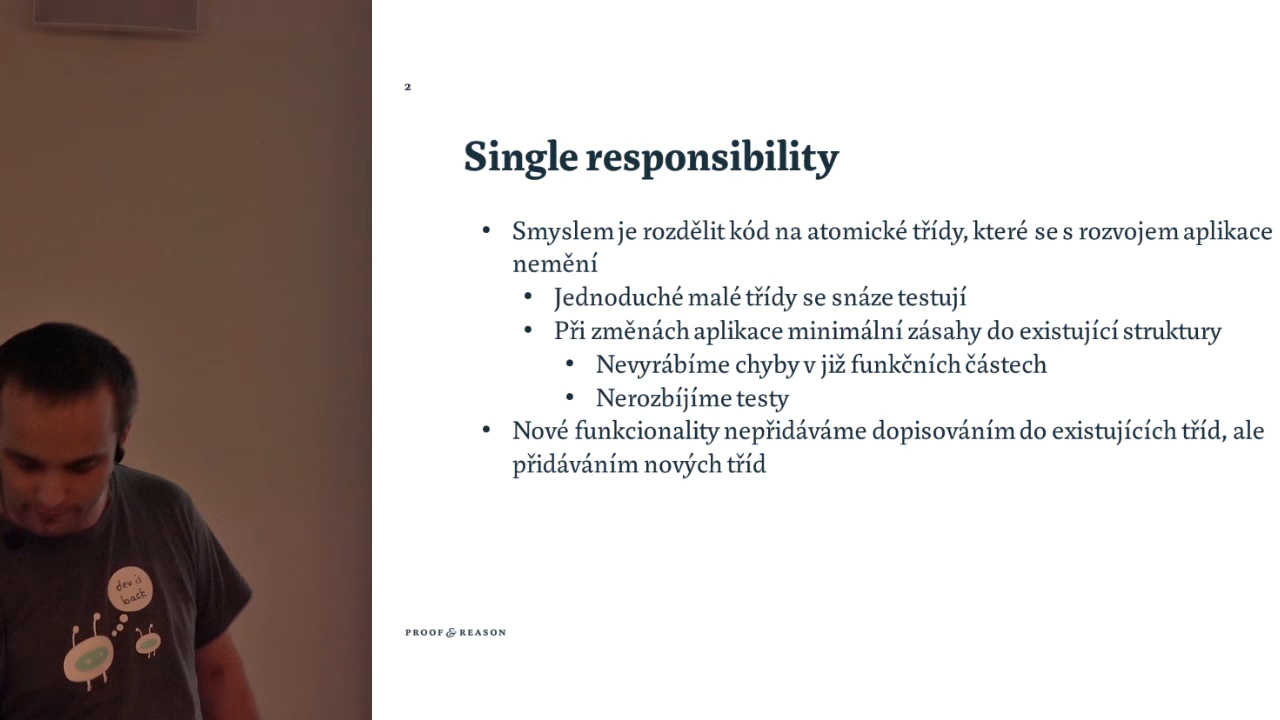 2
Single responsibility
• Smyslem je rozdělit kód na atomické třídy, které se s rozvojem aplikace
nemění
• Jednoduché malé třídy se snáze testují
• Při změnách aplikace minimální zásahy do existující struktury
• Nevyrábíme chyby v již funkčních částech
• Nerozbíjíme testy
• Nové funkcionality nepřidáváme dopisováním do existujících tříd, ale
přidáváním nových tříd
dev is
back
PROOF & REASON